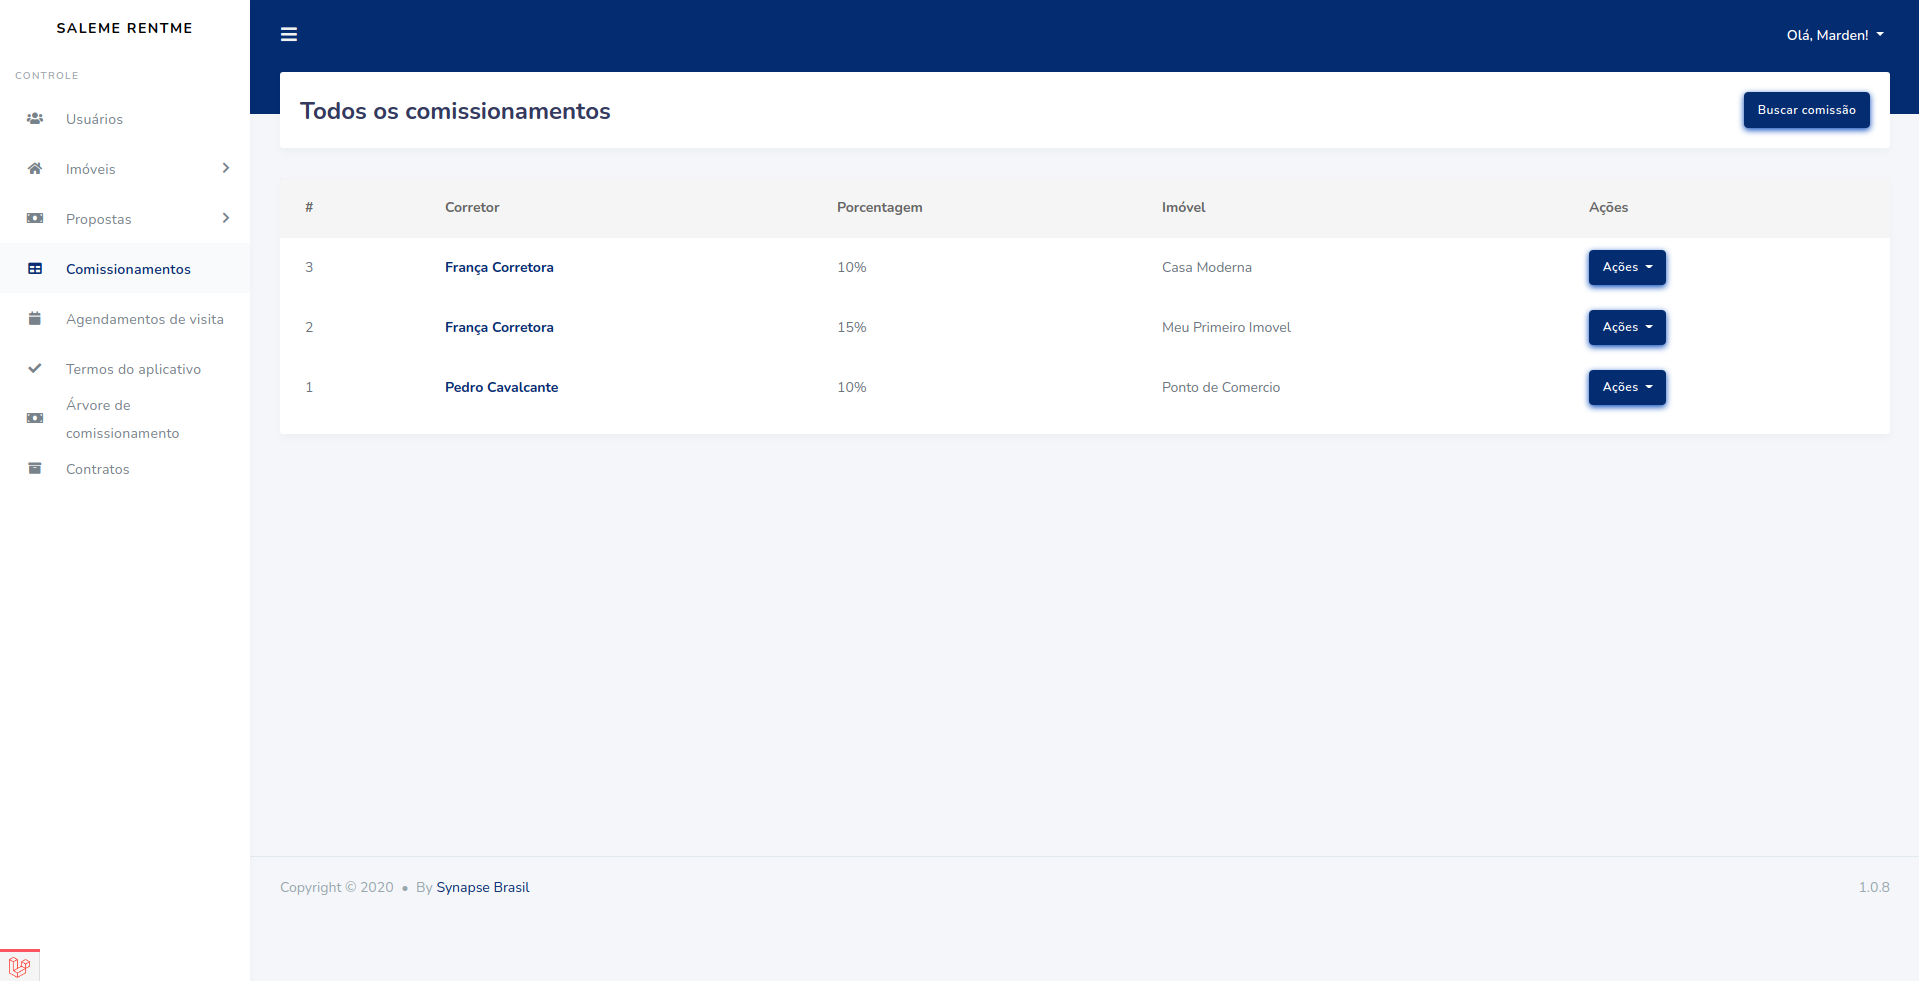 SALEME RENTME
CONTROLE
Usuários
Imóveis
Propostas
Comissionamentos
Agendamentos de visita
Termos do aplicativo
Árvore de
comissionamento
Contratos
Olá, Marden!
Todos os comissionamentos
Buscar comissão
# Corretor Porcentagem Imóvel Ações
3 França Corretora 10% Casa Moderna Ações
2 França Corretora 15% Meu Primeiro Imovel Ações
1 Pedro Cavalcante 10% Ponto de Comercio Ações
Copyright © 2020 • By Synapse Brasil
1.0.8